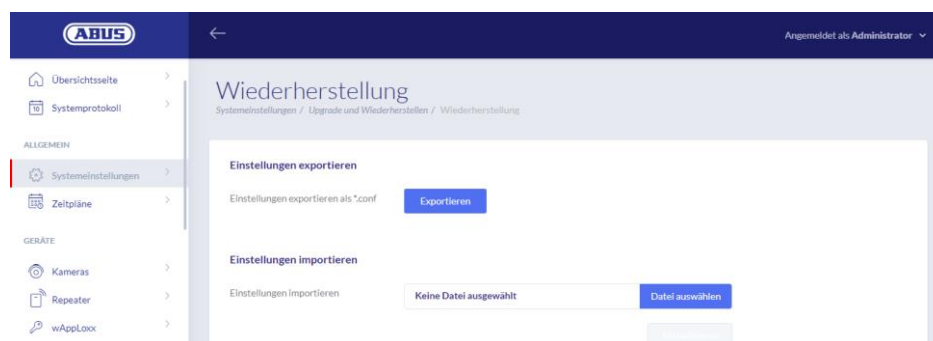 ABUS
Angemeldet als Administrator
Übersichtsseite
10 Systemprotokoll
ALLGEMEIN
Systemeinstellungen
Zeitpläne
GERÄTE
Kameras
Repeater
wAppLoxx
Wiederherstellung
Systemeinstellungen / Upgrade und Wiederherstellen / Wiederherstellung
Einstellungen exportieren
Einstellungen exportieren als *.conf Exportieren
Einstellungen importieren
Einstellungen importieren Keine Datei ausgewählt Datei auswählen